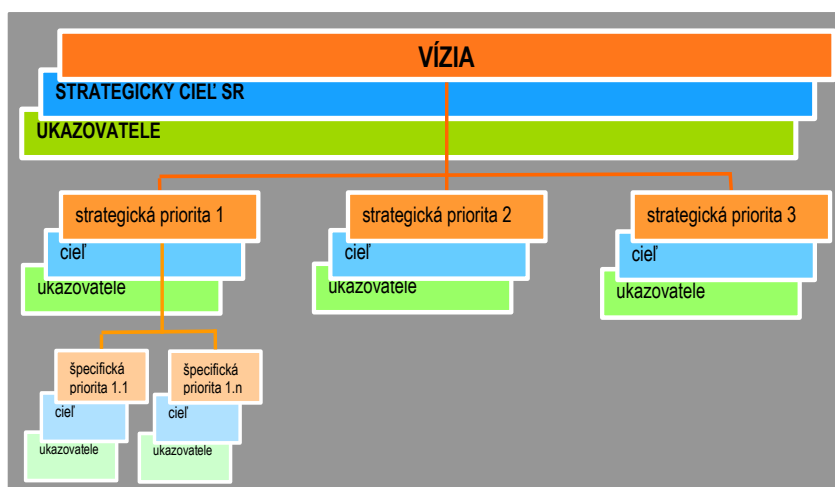 VÍZIA
STRATEGICKÝ CIEĽ SR
UKAZOVATELE
strategická priorita 1
cieľ
ukazovatele
strategická priorita 2
cieľ
ukazovatele
strategická priorita 3
cieľ
ukazovatele
špecifická
priorita 1.1
cieľ
ukazovatele
špecifická
priorita 1.n
cieľ
ukazovatele